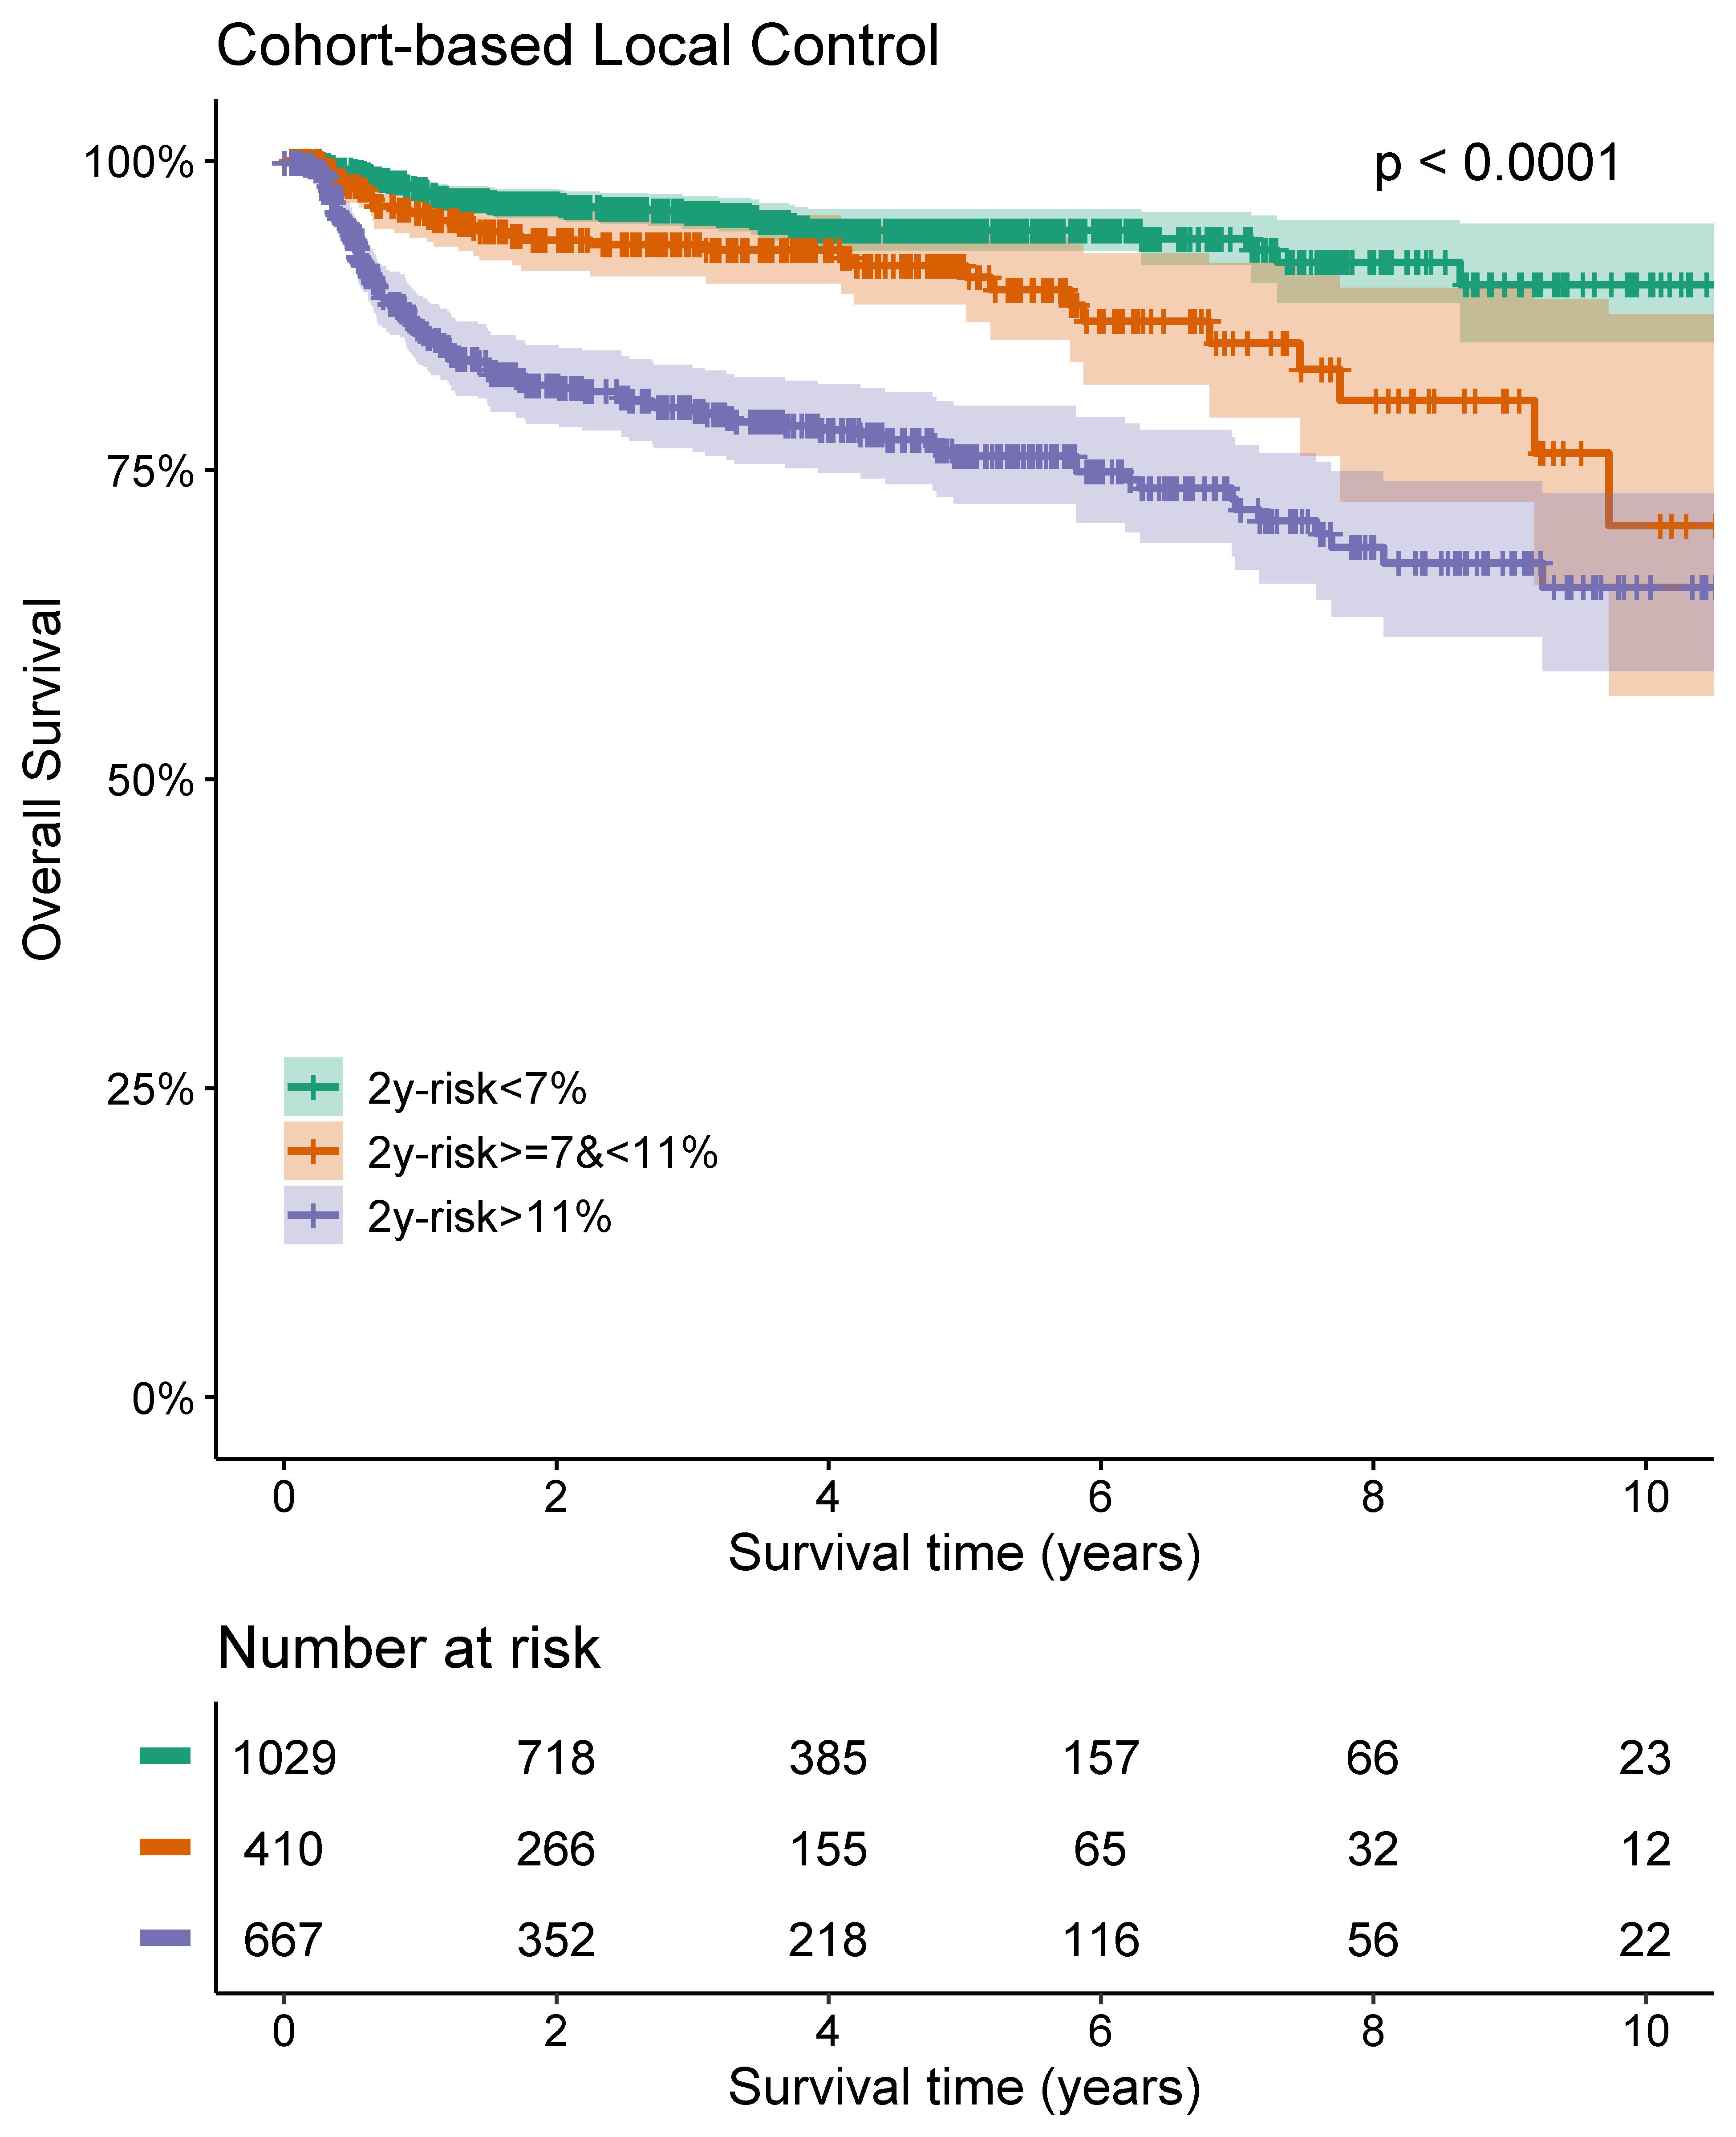 Cohort-based Local Control
p < 0.0001
100%
75%
50%
25%
0%
Overall Survival
2y-risk<7%
2y-risk>=7&<11%
2y-risk>11%
0 2 4 6 8 10
Survival time (years)
Number at risk
1029 718 385 157 66 23
410 266 155 65 32 12
667 352 218 116 56 22
0 2 4 6 8 10
Survival time (years)